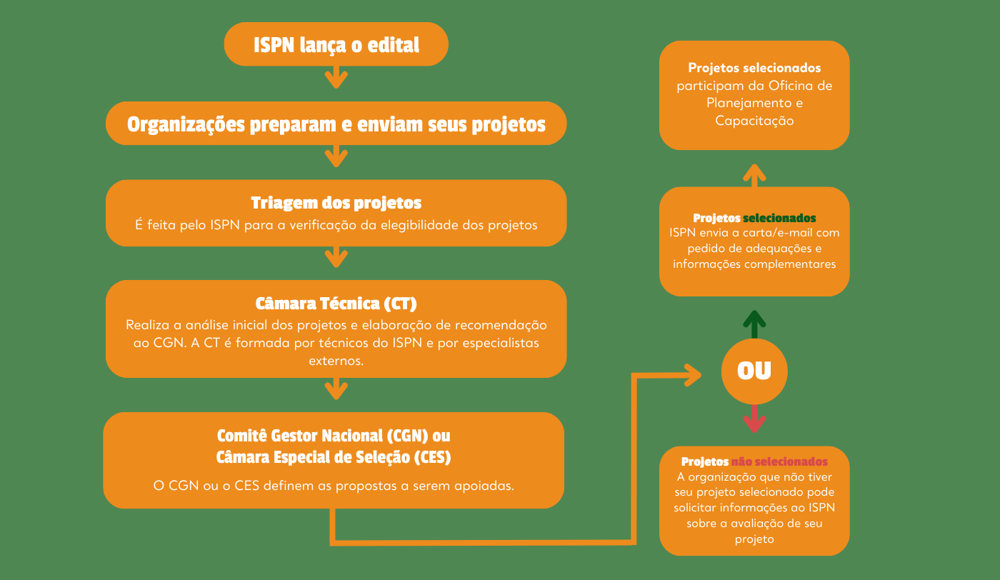 ISPN lança o edital
Organizações preparam e enviam seus projetos
Triagem dos projetos
É feita pelo ISPN para a verificação da elegibilidade dos projetos
Câmara Técnica (CT)
Realiza a análise inicial dos projetos e elaboração de recomendação
ao CGN. A CT é formada por técnicos do ISPN e por especialistas
externos.
Comitê Gestor Nacional (CGN) ou
Câmara Especial de Seleção (CES)
O CGN ou o CES definem as propostas a serem apoiadas.
Projetos selecionados
participam da Oficina de
Planejamento e
Capacitação
Projetos selecionados
ISPN envia a carta/e-mail com
pedido de adequações e
informações complementares
OU
Projetos não selecionados
A organização que não tiver
seu projeto selecionado pode
solicitar informações ao ISPN
sobre a avaliação de seu
projeto